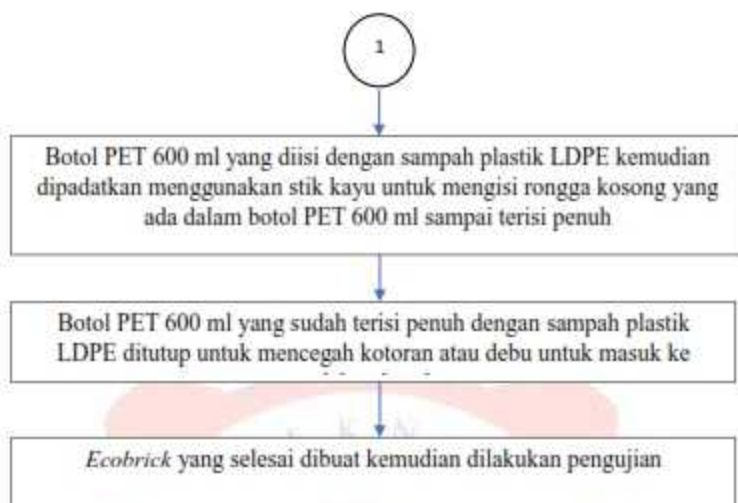 1
Botol PET 600 ml yang diisi dengan sampah plastik LDPE kemudian
dipadatkan menggunakan stik kayu untuk mengisi rongga kosong yang
ada dalam botol PET 600 ml sampai terisi penuh
Botol PET 600 ml yang sudah terisi penuh dengan sampah plastik
LDPE ditutup untuk mencegah kotoran atau debu untuk masuk ke
Ecobrick yang selesai dibuat kemudian dilakukan pengujian